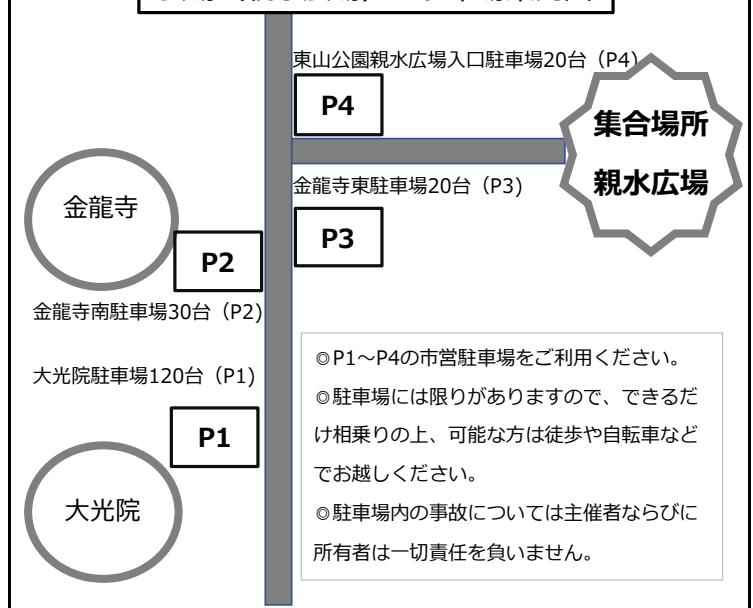 東山公園親水広場入口駐車場20台（P4）
P4
集合場所
親水広場
金龍寺東駐車場20台（P3)
P3
金龍寺
P2
金龍寺南駐車場30台（P2)
大光院駐車場120台（P1)
P1
大光院
◎P1～P4の市営駐車場をご利用ください。
◎駐車場には限りがありますので、できるだ
け相乗りの上、可能な方は徒歩や自転車など
でお越しください。
◎駐車場内の事故については主催者ならびに
所有者は一切責任を負いません。